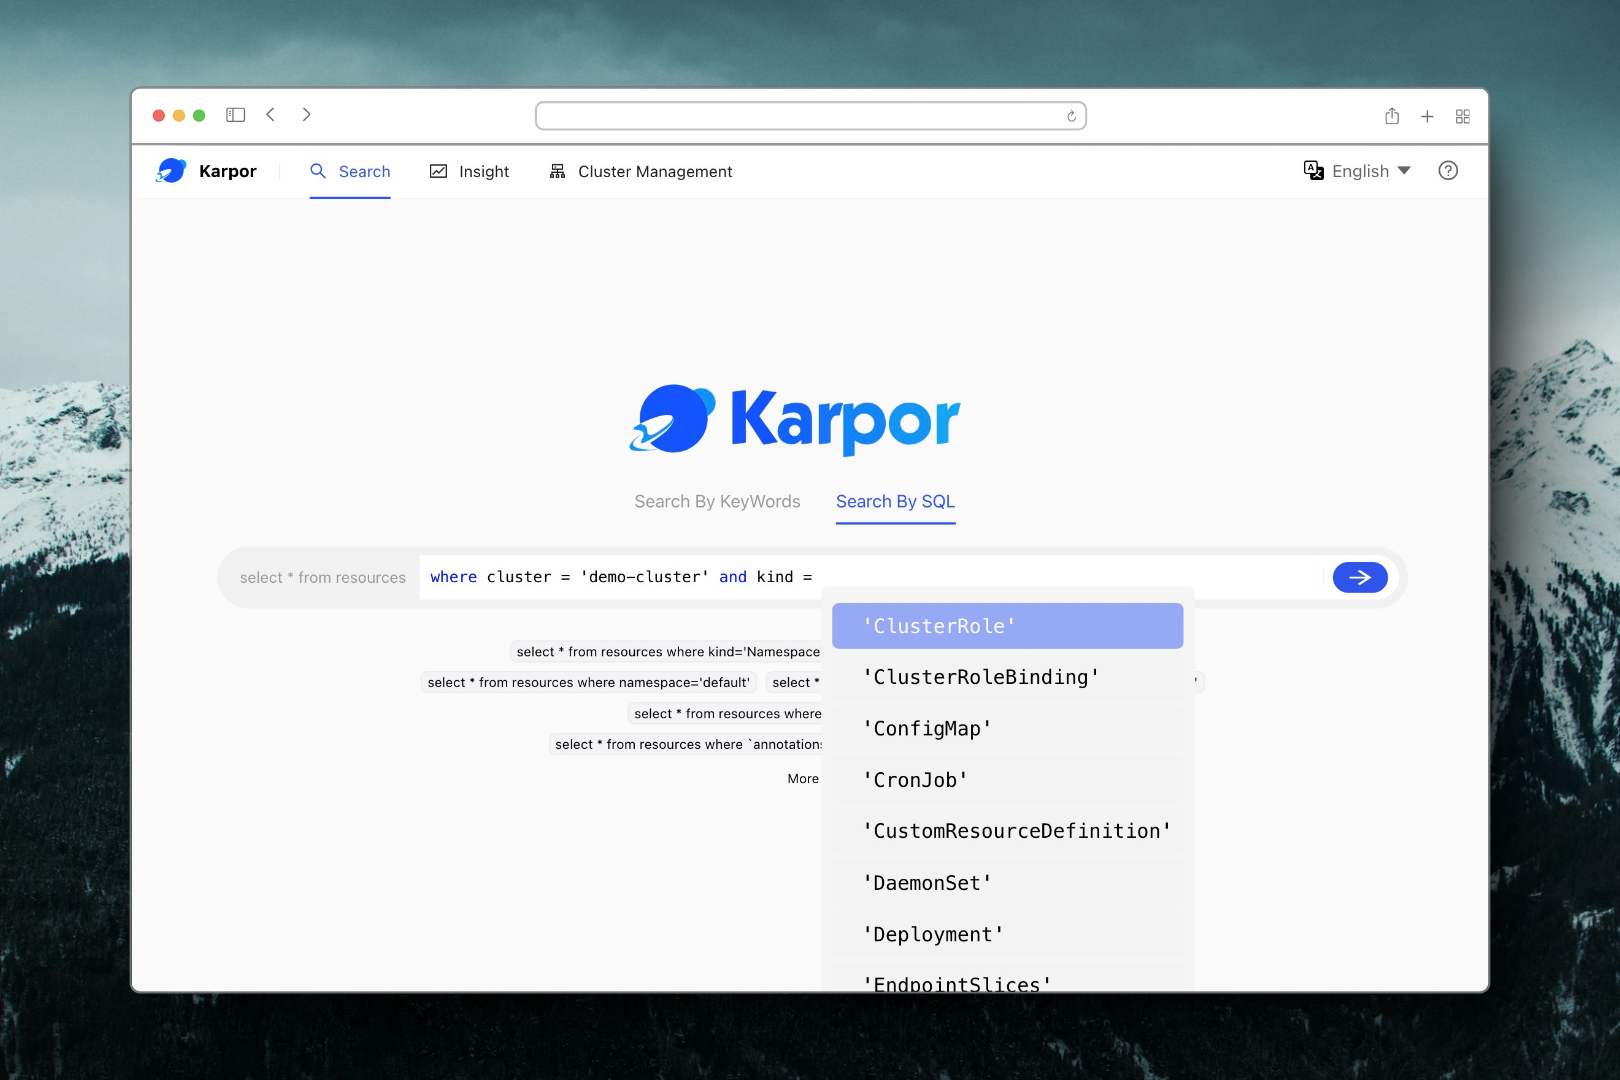 Karpor Search Insight Cluster Management English
Karpor
Search By KeyWords Search By SQL
select * from resources where cluster = 'demo-cluster' and kind =
'ClusterRole'
select * from resources where kind='Namespace
'ClusterRoleBinding'
select * from resources where namespace='default' select * '
select * from resources where
'ConfigMap'
select * from resources where `annotations
More
'CronJob'
'CustomResourceDefinition'
'DaemonSet'
'Deployment'
'EndpointSlices'